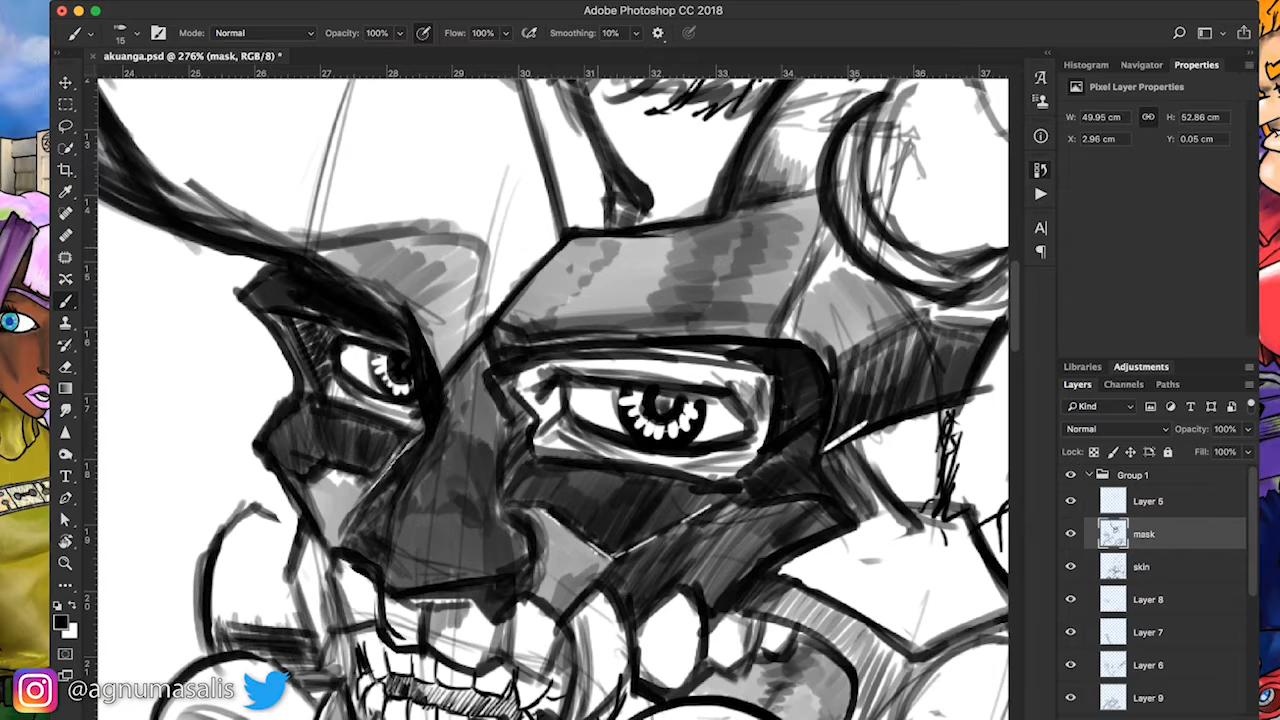 Adobe Photoshop CC 2018
15 Mode: Normal Opacity: 100% Flow: 100% Smoothing: 10%
akuanga.psd @ 276% (mask, RGB/8) *
24 25 26 27 28 29 30 31 32 33 34 35 36 37
Histogram Navigator Properties
Pixel Layer Properties
W: 49.95 cm H: 52.86 cm
X: 2.96 cm Y: 0.05 cm
Libraries Adjustments
Layers Channels Paths
Kind
Normal Opacity: 100%
Lock: Fill: 100%
Group 1
Layer 5
mask
skin
Layer 8
Layer 7
Layer 6
Layer 9
@agnumasalis